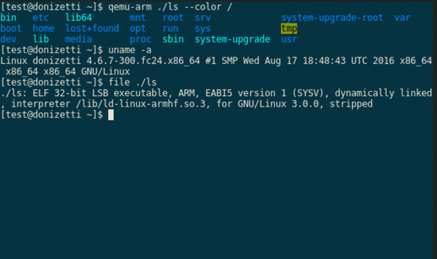 [test@donizetti ~]$ qemu-arm ./ls --color /
bin   etc   lib64       mnt   root  srv             system-upgrade-root  var
boot  home  lost+found  opt   run   sys             tmp
dev   lib   media       proc  sbin  system-upgrade  usr
[test@donizetti ~]$ uname -a
Linux donizetti 4.6.7-300.fc24.x86_64 #1 SMP Wed Aug 17 18:48:43 UTC 2016 x86_64
 x86_64 x86_64 GNU/Linux
[test@donizetti ~]$ file ./ls
./ls: ELF 32-bit LSB executable, ARM, EABI5 version 1 (SYSV), dynamically linked
, interpreter /lib/ld-linux-armhf.so.3, for GNU/Linux 3.0.0, stripped
[test@donizetti ~]$